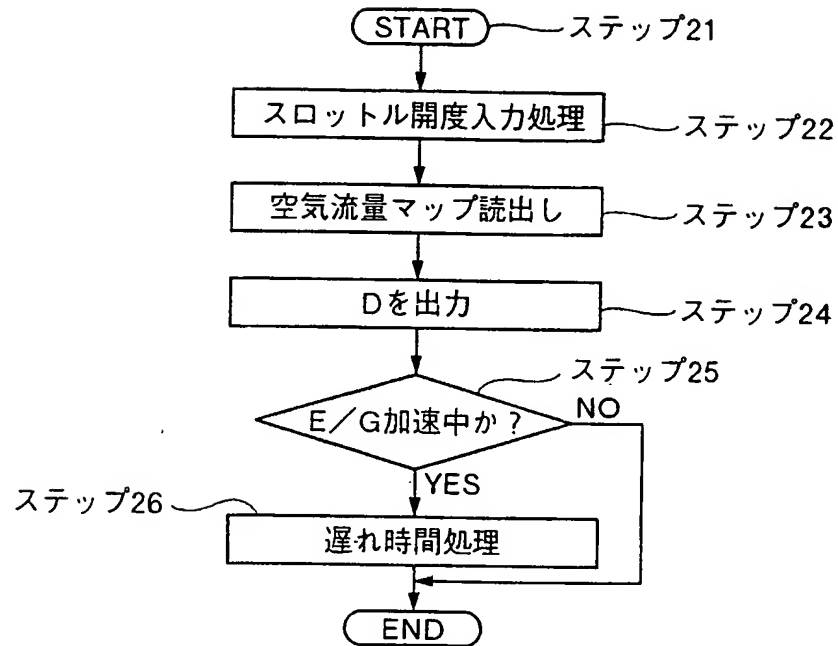 START
ステップ21
スロットル開度入力処理
ステップ22
空気流量マップ読出し
ステップ23
Dを出力
ステップ24
ステップ25
E/G加速中か?
NO
YES
ステップ26
遅れ時間処理
END